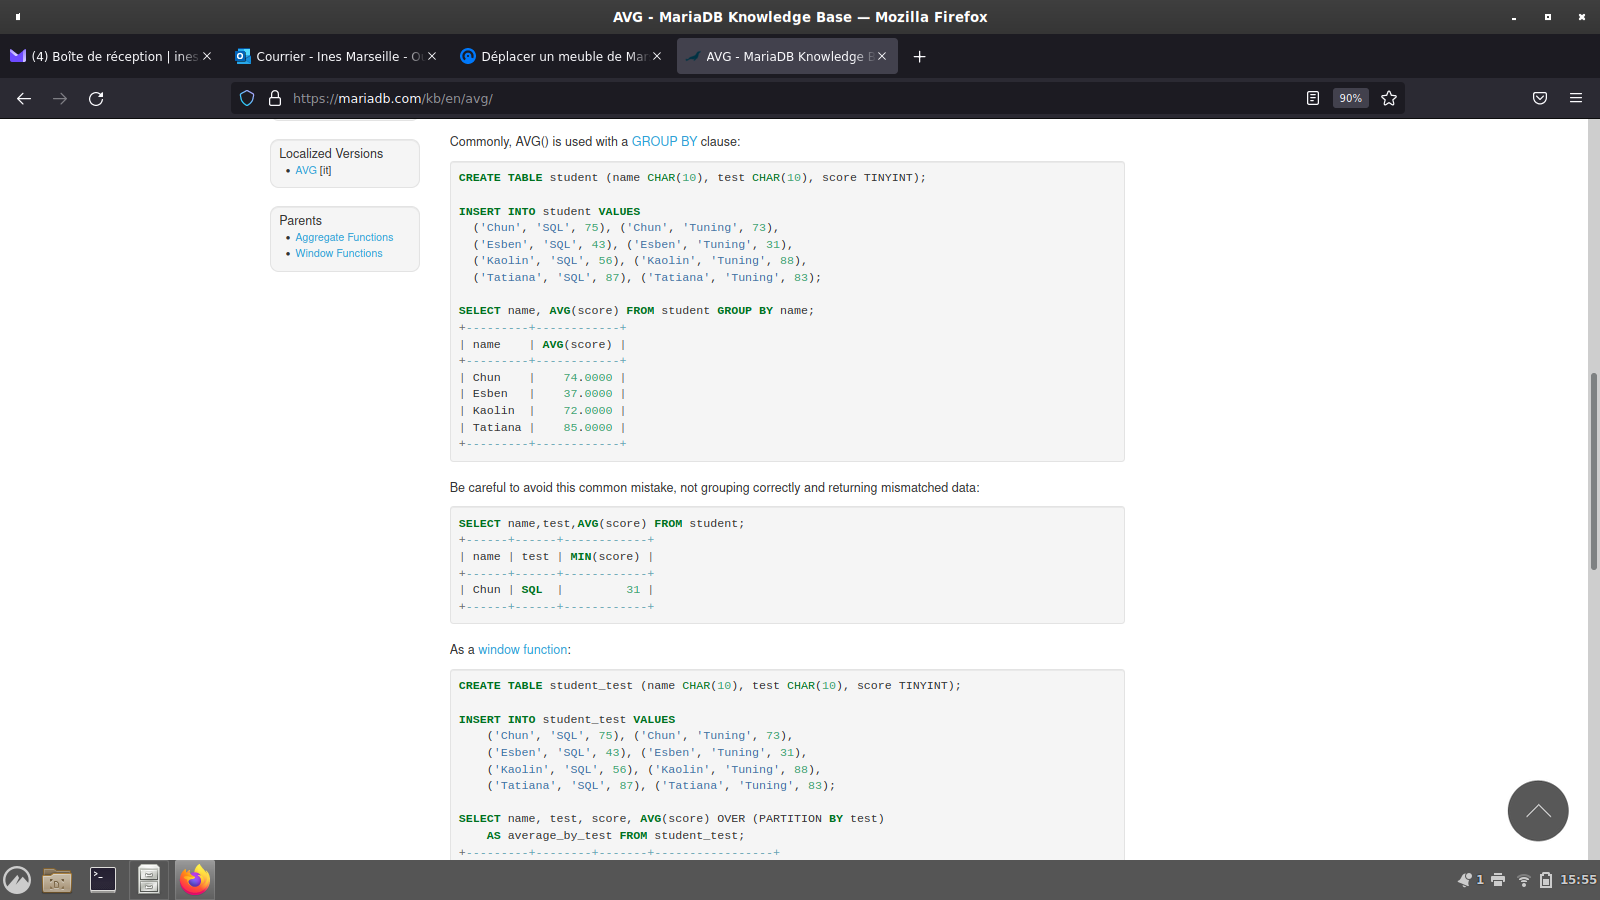 AVG - MariaDB Knowledge Base — Mozilla Firefox
(4) Boîte de réception | ines
Courrier - Ines Marseille - O
Déplacer un meuble de Mar
AVG - MariaDB Knowledge B
https://mariadb.com/kb/en/avg/
90%
Localized Versions
AVG [it]
Parents
Aggregate Functions
Window Functions
Commonly, AVG() is used with a GROUP BY clause:
CREATE TABLE student (name CHAR(10), test CHAR(10), score TINYINT);
INSERT INTO student VALUES
('Chun', 'SQL', 75), ('Chun', 'Tuning', 73),
('Esben', 'SQL', 43), ('Esben', 'Tuning', 31),
('Kaolin', 'SQL', 56), ('Kaolin', 'Tuning', 88),
('Tatiana', 'SQL', 87), ('Tatiana', 'Tuning', 83);
SELECT name, AVG(score) FROM student GROUP BY name;
+---------+------------+
| name    | AVG(score) |
+---------+------------+
| Chun    |    74.0000 |
| Esben   |    37.0000 |
| Kaolin  |    72.0000 |
| Tatiana |    85.0000 |
+---------+------------+
Be careful to avoid this common mistake, not grouping correctly and returning mismatched data:
SELECT name,test,AVG(score) FROM student;
+------+------+------------+
| name | test | MIN(score) |
+------+------+------------+
| Chun | SQL  |         31 |
+------+------+------------+
As a window function:
CREATE TABLE student_test (name CHAR(10), test CHAR(10), score TINYINT);
INSERT INTO student_test VALUES
('Chun', 'SQL', 75), ('Chun', 'Tuning', 73),
('Esben', 'SQL', 43), ('Esben', 'Tuning', 31),
('Kaolin', 'SQL', 56), ('Kaolin', 'Tuning', 88),
('Tatiana', 'SQL', 87), ('Tatiana', 'Tuning', 83);
SELECT name, test, score, AVG(score) OVER (PARTITION BY test)
AS average_by_test FROM student_test;
+---------+--------+-------+-----------------+
1
15:55